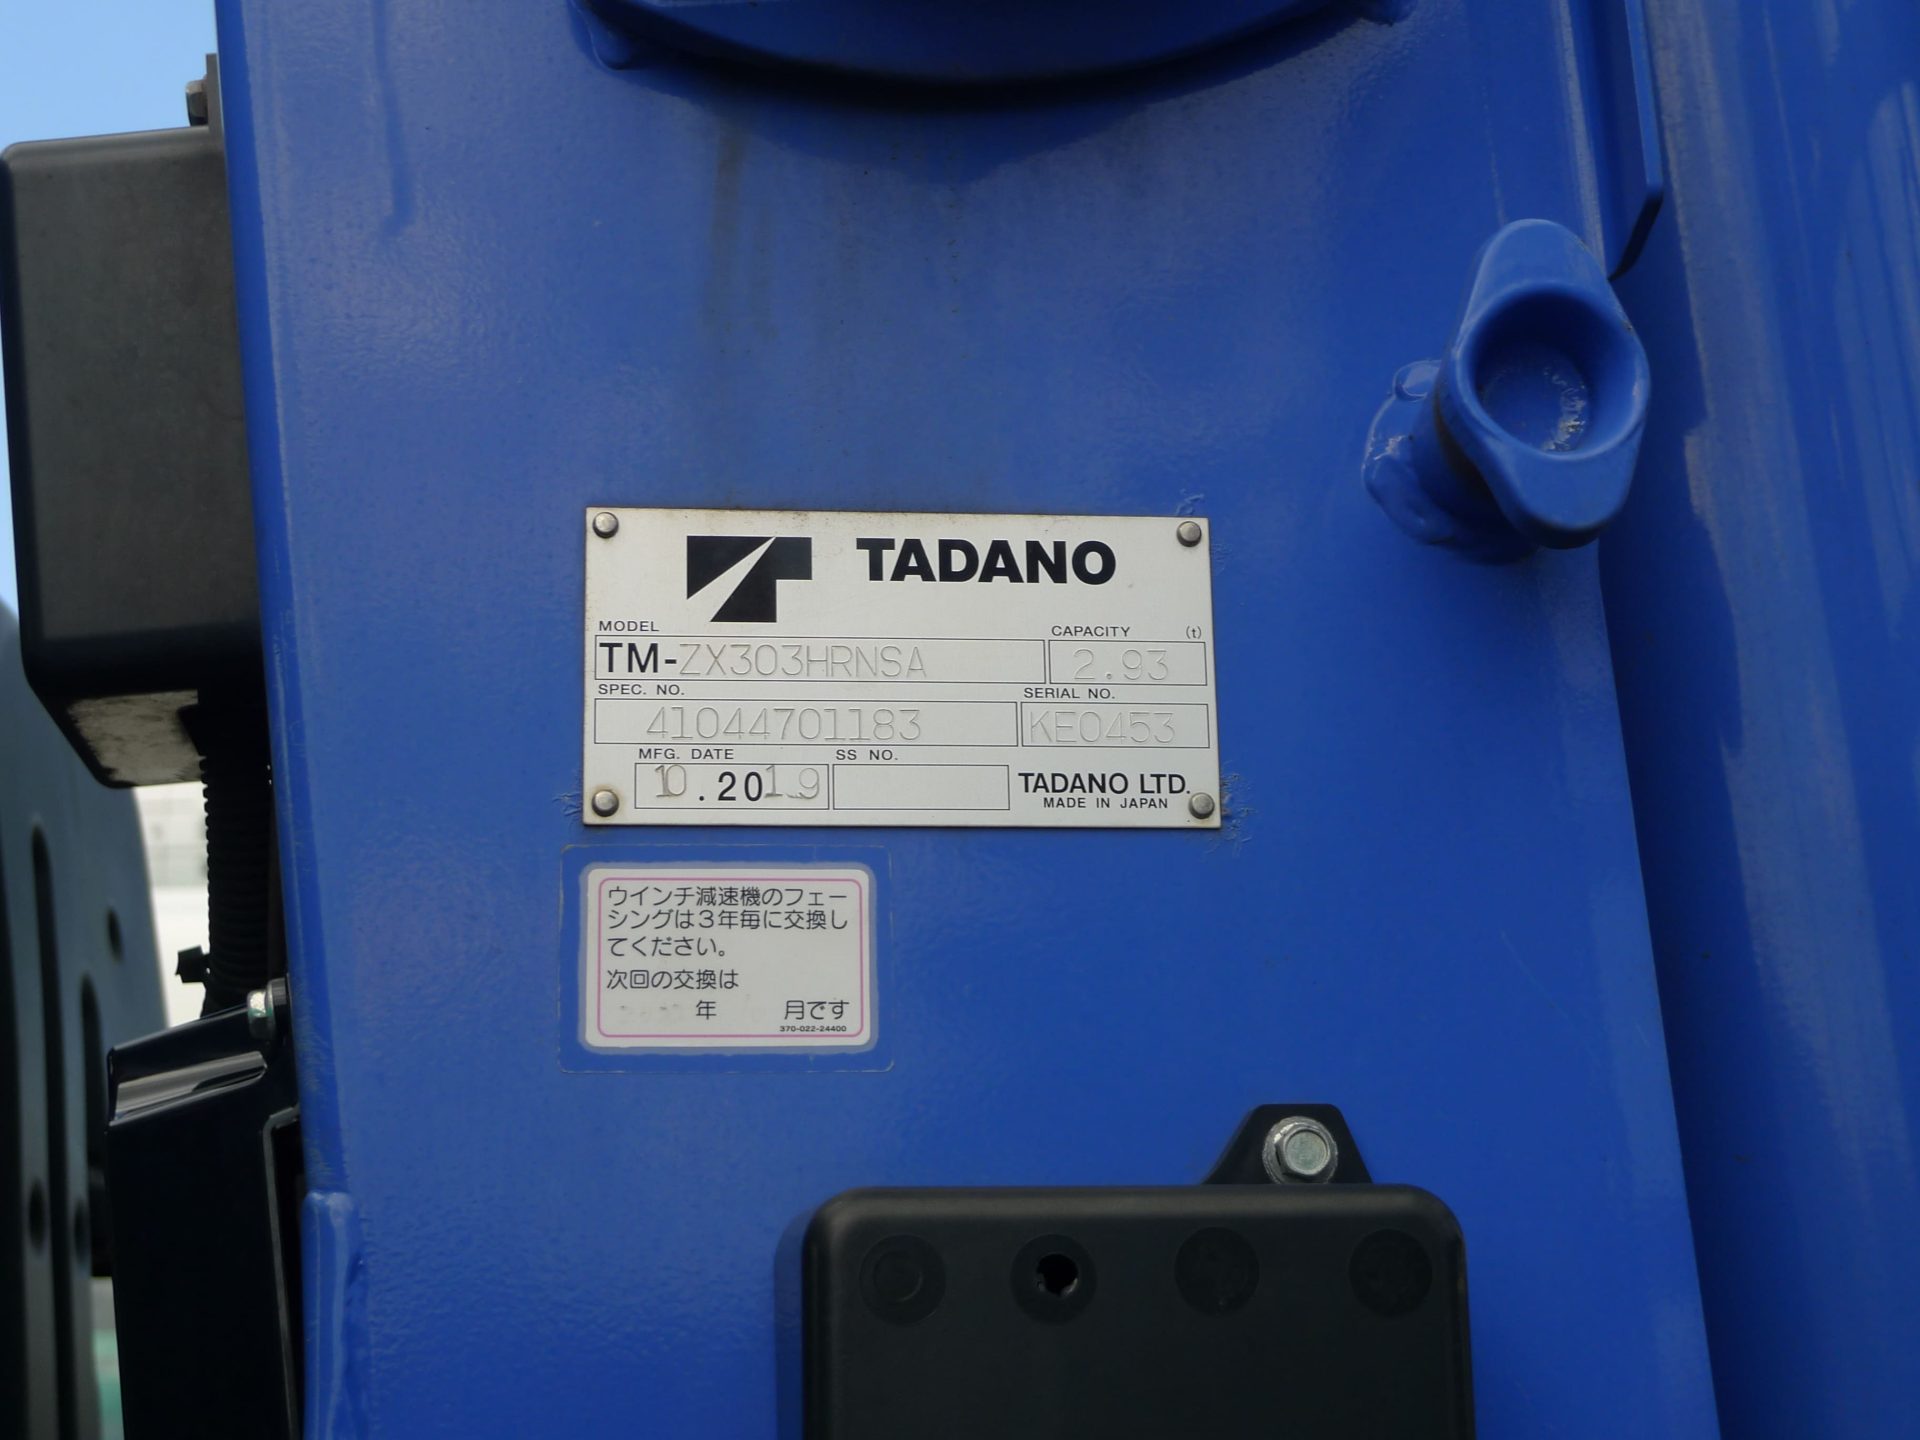 TADANO
MODEL
CAPACITY (t)
TM-ZX303HRNSA
2.93
SPEC. NO.
SERIAL NO.
41044701183
KE0453
MFG. DATE
SS NO.
10.2019
TADANO LTD.
MADE IN JAPAN
ウインチ減速機のフェー
シングは3年毎に交換し
てください。
次回の交換は
年 月です
370-022-24400